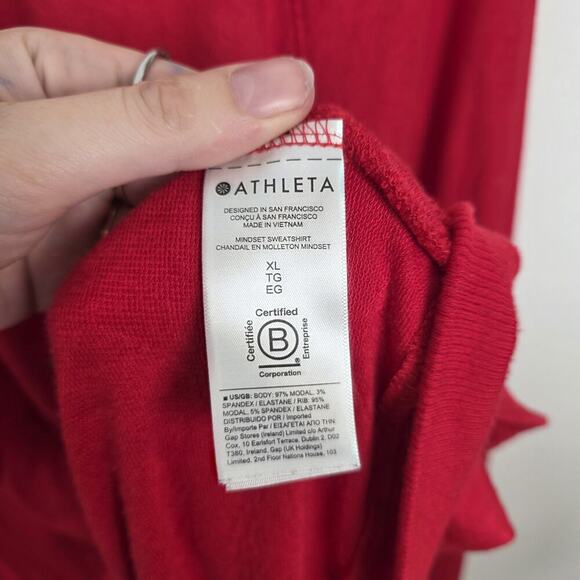 ATHLETA
DESIGNED IN SAN FRANCISCO
CONÇU À SAN FRANCISCO
MADE IN VIETNAM
MINDSET SWEATSHIRT
CHANDAIL EN MOLLETON MINDSET
XL
TG
EG
Certified
Certifiée
B
Entreprise
®
Corporation
■ US/GB: BODY: 97% MODAL, 3%
SPANDEX / ELASTANE / RIB: 95%
MODAL, 5% SPANDEX / ELASTANE
DISTRIBUIDO POR / Imported
By/Importe Par / ΕΙΣΑΓΕΤΑΙ ΑΠΟ ΤΗΝ
Gap Stores (Ireland) Limited c/o Arthur
Cox, 10 Earlsfort Terrace, Dublin 2, D02
T380, Ireland, Gap (UK Holdings)
Limited, 2nd Floor Nations House, 103